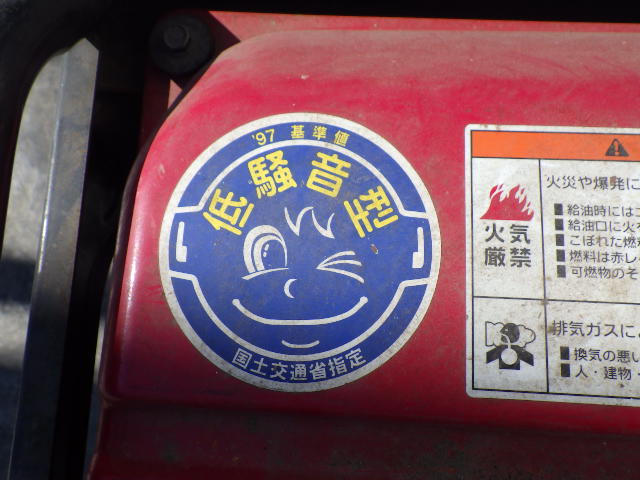 '97 基準値
低騒音型
国土交通省指定
火気
厳禁
火災や爆発に
■給油時には
■給油口に火
■こぼれた燃
■燃料は赤レ
■可燃物のそ
排気ガスに
■換気の悪い
■人・建物・